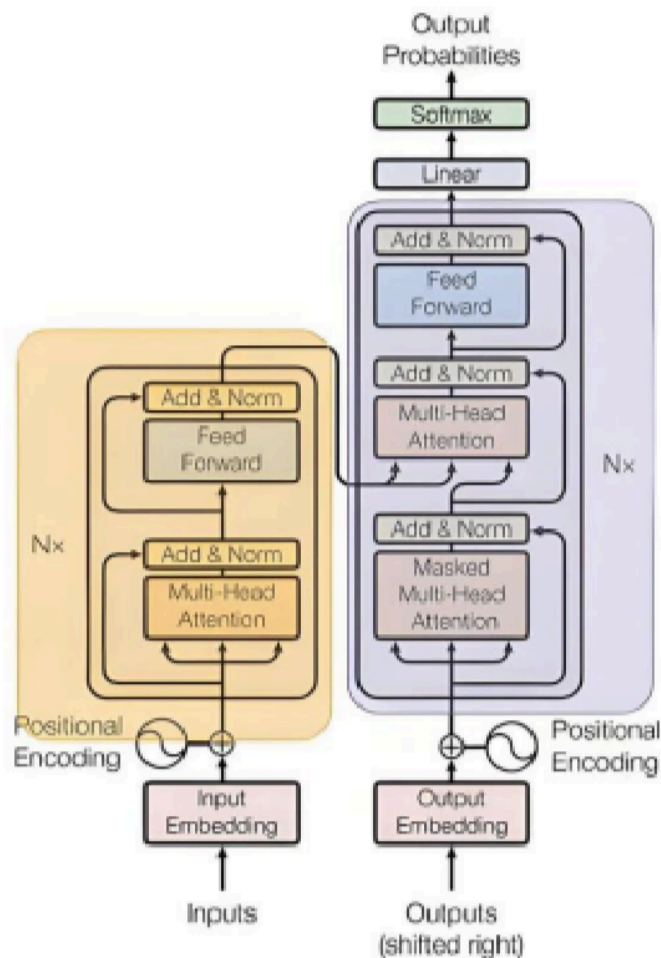 Output
Probabilities
Softmax
Linear
Add & Norm
Feed
Forward
Add & Norm
Multi-Head
Attention
Add & Norm
Masked
Multi-Head
Attention
Nx
Add & Norm
Feed
Forward
Add & Norm
Multi-Head
Attention
Nx
Positional
Encoding
Positional
Encoding
Input
Embedding
Output
Embedding
Inputs
Outputs
(shifted right)